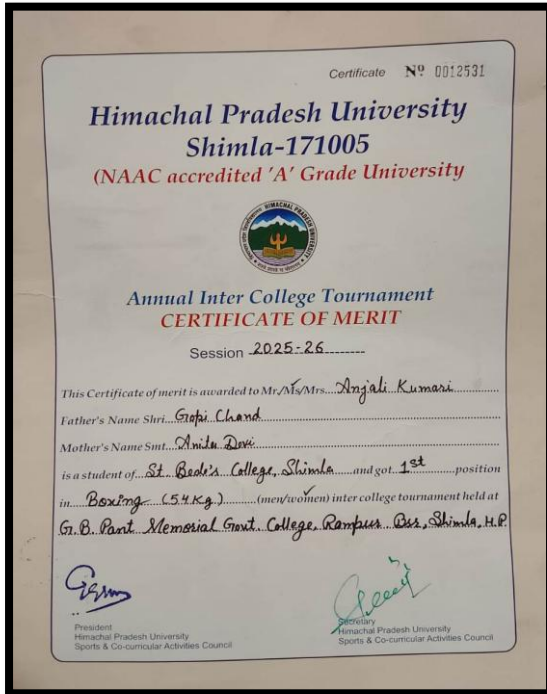 Certificate Nº 0012531
Himachal Pradesh University
Shimla-171005
(NAAC accredited 'A' Grade University
HIMACHAL PRADESH UNIVERSITY
Annual Inter College Tournament
CERTIFICATE OF MERIT
Session 2025-26
This Certificate of merit is awarded to Mr./Ms/Mrs. Anjali Kumari
Father's Name Shri. Gopi Chand
Mother's Name Smt. Anita Devi
is a student of St. Bede's College, Shimla and got 1st position
in Boxing (54Kg) (men/women) inter college tournament held at
G.B. Pant Memorial Govt. College, Rampur Bsr, Shimla, H.P.
President
Himachal Pradesh University
Sports & Co-curricular Activities Council
Secretary
Himachal Pradesh University
Sports & Co-curricular Activities Council